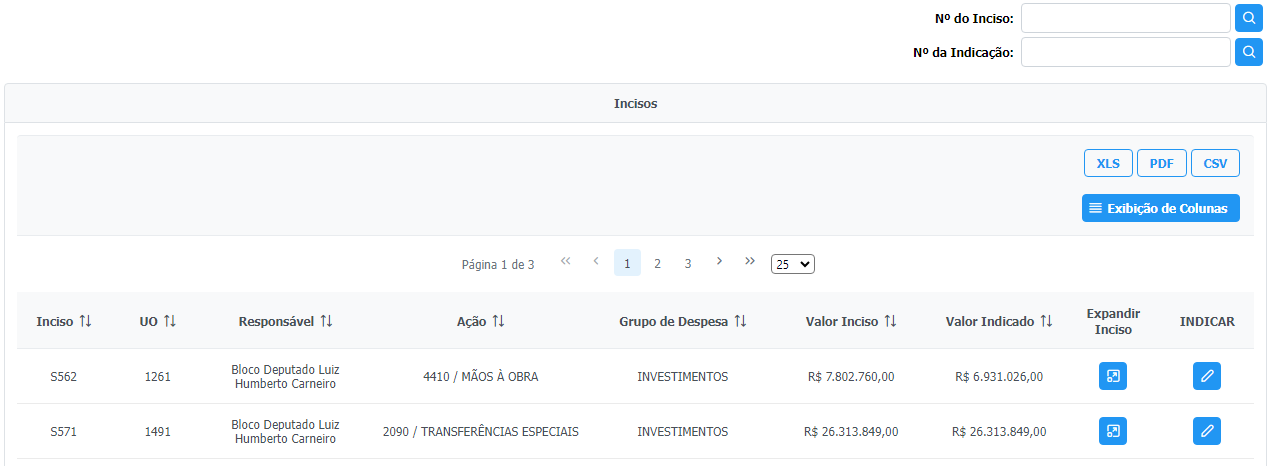 Nº do Inciso:
Nº da Indicação:
Incisos
XLS PDF CSV
Exibição de Colunas
Página 1 de 3 1 2 3 25
Inciso UO Responsável Ação Grupo de Despesa Valor Inciso Valor Indicado Expandir Inciso INDICAR
S562 1261 Bloco Deputado Luiz Humberto Carneiro 4410 / MÃOS À OBRA INVESTIMENTOS R$ 7.802.760,00 R$ 6.931.026,00
S571 1491 Bloco Deputado Luiz Humberto Carneiro 2090 / TRANSFERÊNCIAS ESPECIAIS INVESTIMENTOS R$ 26.313.849,00 R$ 26.313.849,00